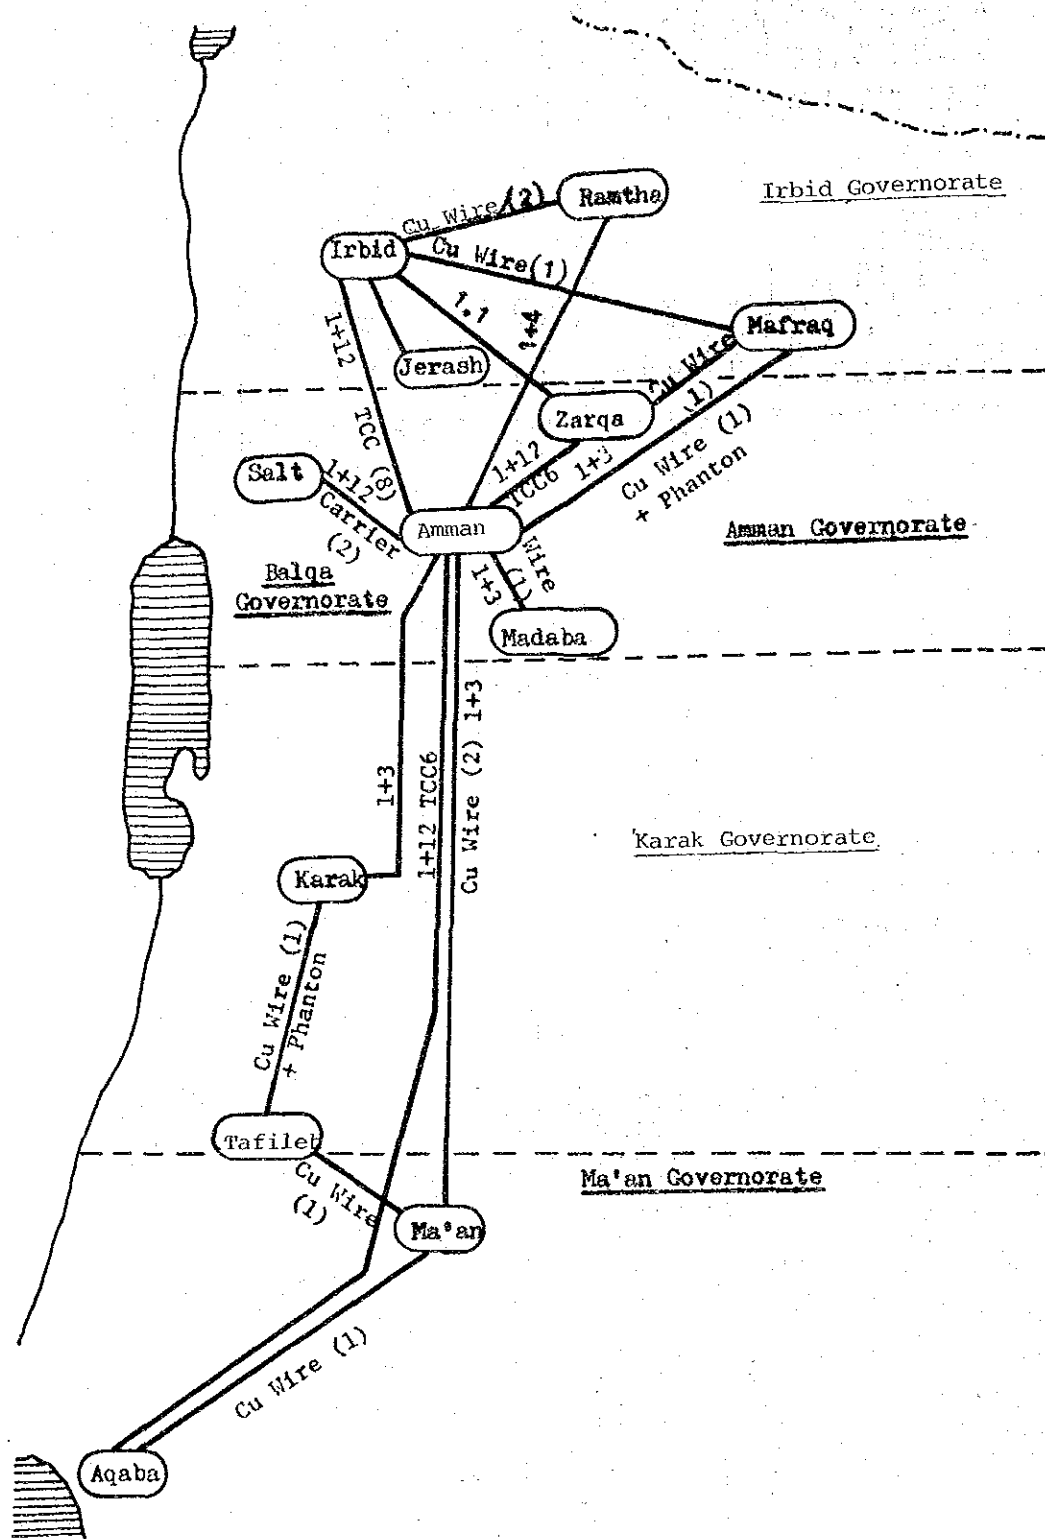 Irbid Governorate
Ramtha
Cu Wire (2)
Irbid
Cu Wire(1)
1.1
1+4
Mafraq
1+12
TCC (8)
Jerash
Cu Wire
(1)
Zarqa
1+12
TCC6
1+3
Cu Wire (1)
+ Phanton
Salt
1+12
Carrier
(2)
Amman
Amman Governorate
Balqa
Governorate
Wire
(1)
1+3
Madaba
1+3
1+12 TCC6
Cu Wire (2) 1+3
Karak Governorate
Karak
Cu Wire (1)
+ Phanton
Tafilet
Cu Wire
(1)
Ma'an Governorate
Ma'an
Cu Wire (1)
Aqaba